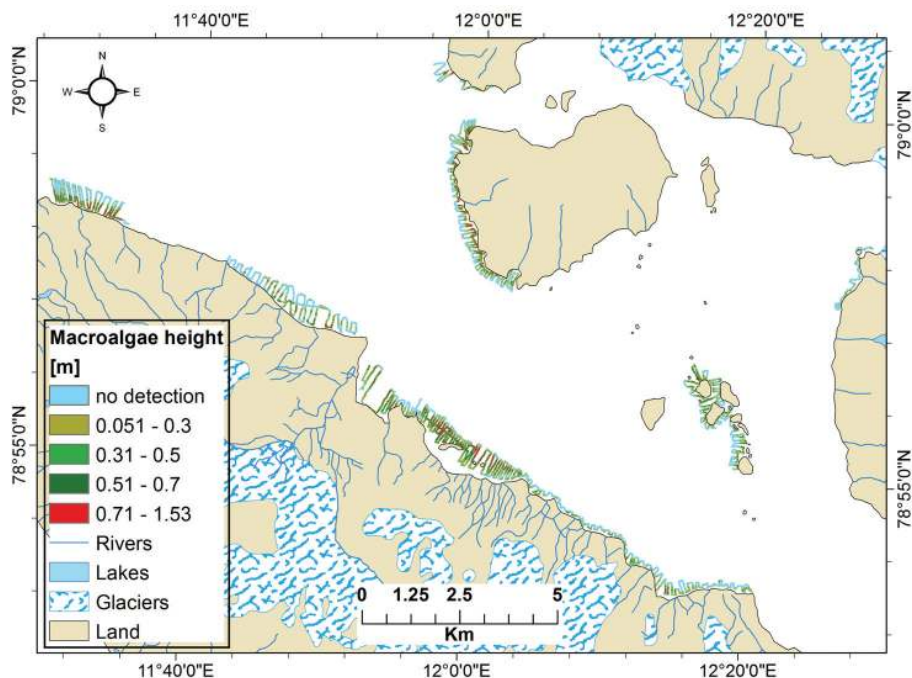 11°40'0"E 12°0'0"E 12°20'0"E
N
W E
S
79°0'0"N
79°0'0"N
Macroalgae height
[m]
no detection
0.051 - 0.3
0.31 - 0.5
0.51 - 0.7
0.71 - 1.53
Rivers
Lakes
Glaciers
Land
78°55'0"N
78°55'0"N
0 1.25 2.5 5
Km
11°40'0"E 12°0'0"E 12°20'0"E